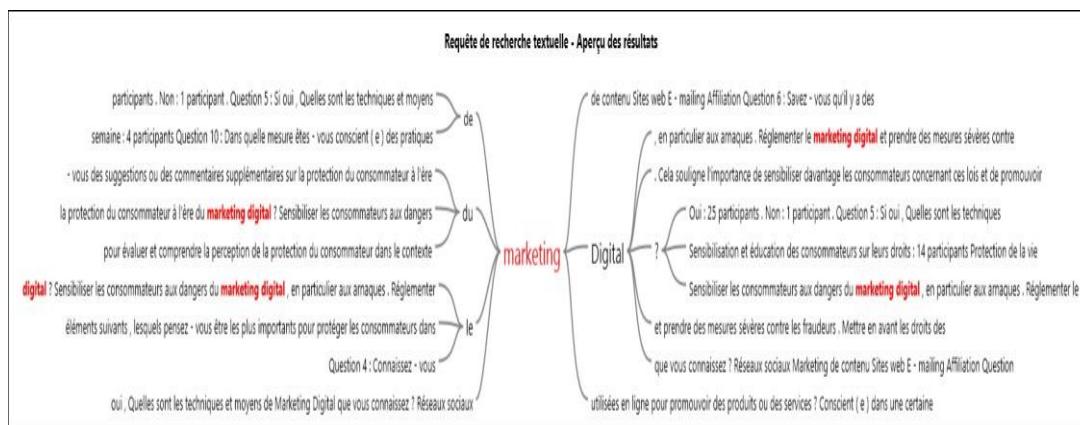 Requête de recherche textuelle - Aperçu des résultats
participants . Non : 1 participant . Question 5 : Si oui , Quelles sont les techniques et moyens
semaine : 4 participants Question 10 : Dans quelle mesure êtes - vous conscient ( e ) des pratiques
de
- vous des suggestions ou des commentaires supplémentaires sur la protection du consommateur à l'ère
la protection du consommateur à l'ère du marketing digital ? Sensibiliser les consommateurs aux dangers
pour évaluer et comprendre la perception de la protection du consommateur dans le contexte
du
digital ? Sensibiliser les consommateurs aux dangers du marketing digital , en particulier aux arnaques . Réglementer
éléments suivants , lesquels pensez - vous être les plus importants pour protéger les consommateurs dans
Question 4 : Connaissez - vous
le
oui , Quelles sont les techniques et moyens de Marketing Digital que vous connaissez ? Réseaux sociaux
marketing
de contenu Sites web E - mailing Affiliation Question 6 : Savez - vous qu'il y a des
Digital
, en particulier aux arnaques . Réglementer le marketing digital et prendre des mesures sévères contre
. Cela souligne l'importance de sensibiliser davantage les consommateurs concernant ces lois et de promouvoir
?
Oui : 25 participants . Non : 1 participant . Question 5 : Si oui , Quelles sont les techniques
Sensibilisation et éducation des consommateurs sur leurs droits : 14 participants Protection de la vie
Sensibiliser les consommateurs aux dangers du marketing digital , en particulier aux arnaques . Réglementer le
et prendre des mesures sévères contre les fraudeurs . Mettre en avant les droits des
que vous connaissez ? Réseaux sociaux Marketing de contenu Sites web E - mailing Affiliation Question
utilisées en ligne pour promouvoir des produits ou des services ? Conscient ( e ) dans une certaine